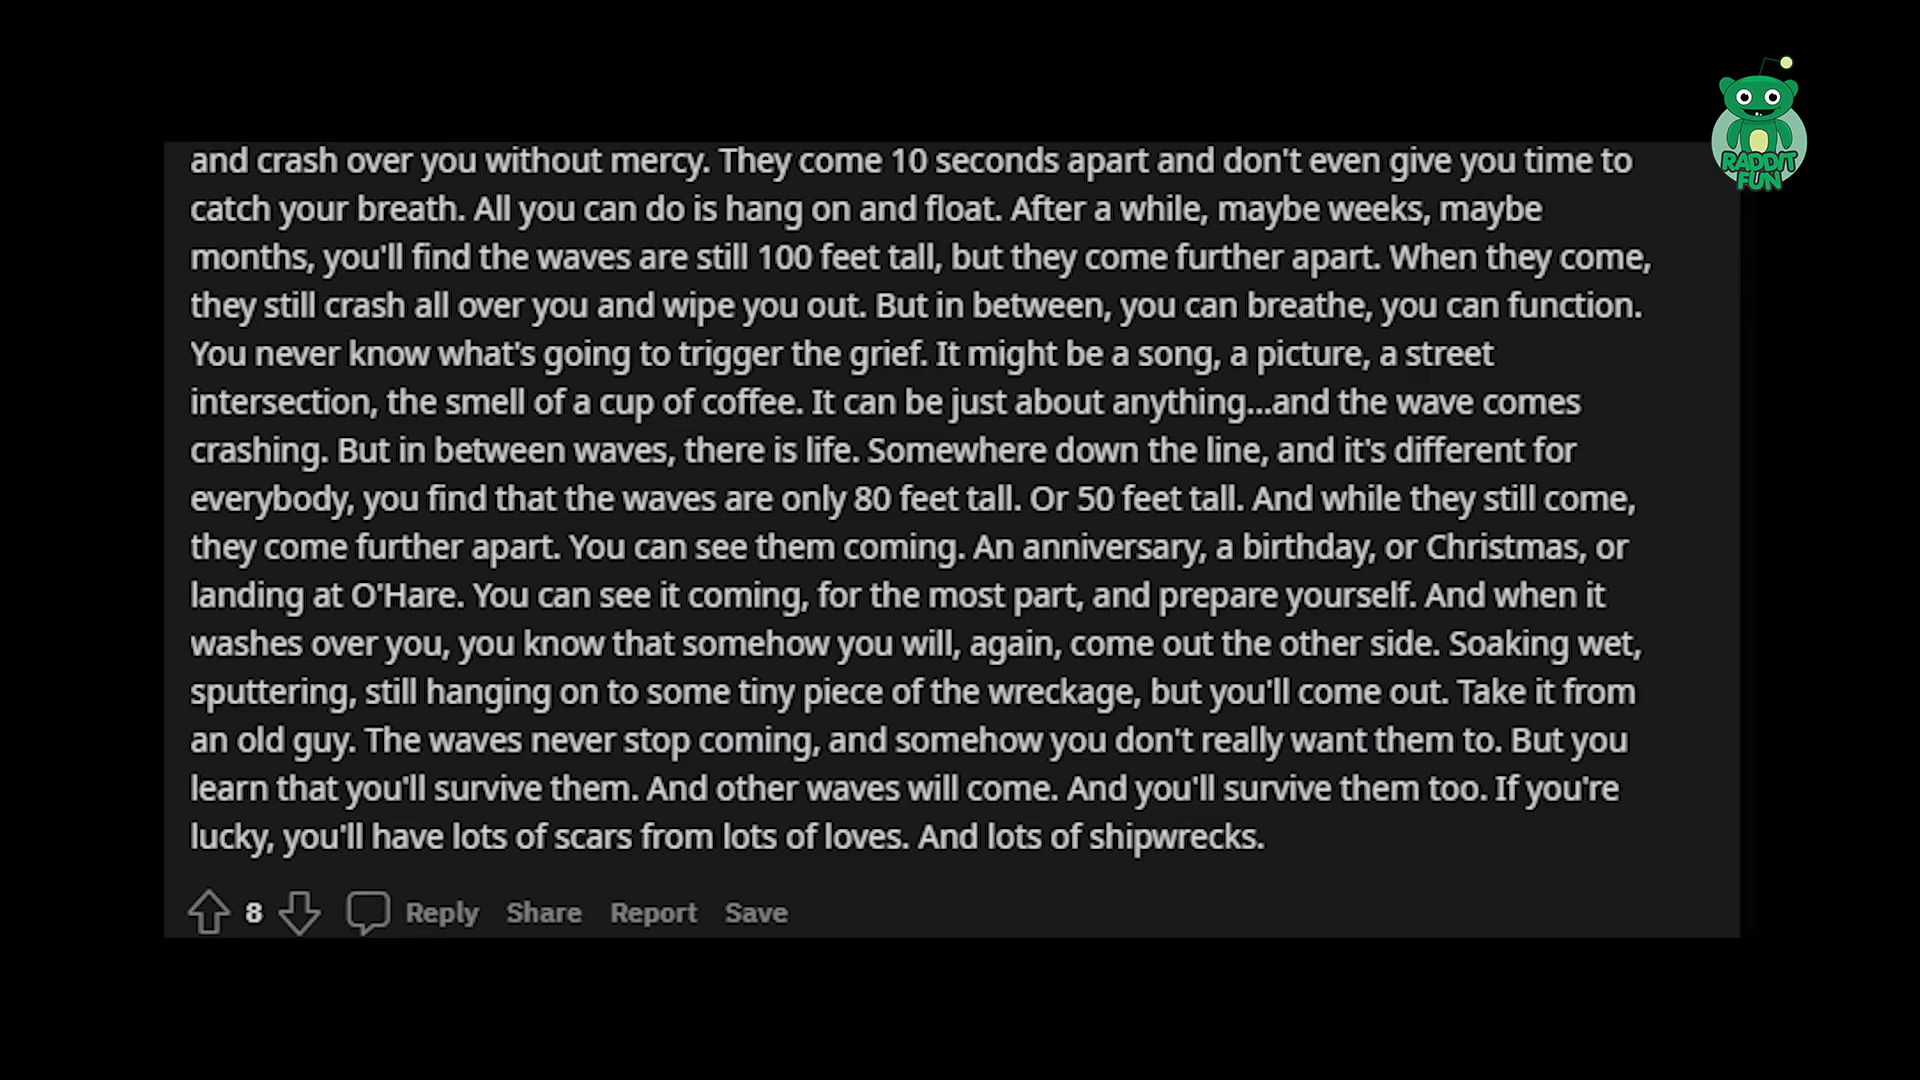 and crash over you without mercy. They come 10 seconds apart and don't even give you time to
catch your breath. All you can do is hang on and float. After a while, maybe weeks, maybe
months, you'll find the waves are still 100 feet tall, but they come further apart. When they come,
they still crash all over you and wipe you out. But in between, you can breathe, you can function.
You never know what's going to trigger the grief. It might be a song, a picture, a street
intersection, the smell of a cup of coffee. It can be just about anything...and the wave comes
crashing. But in between waves, there is life. Somewhere down the line, and it's different for
everybody, you find that the waves are only 80 feet tall. Or 50 feet tall. And while they still come,
they come further apart. You can see them coming. An anniversary, a birthday, or Christmas, or
landing at O'Hare. You can see it coming, for the most part, and prepare yourself. And when it
washes over you, you know that somehow you will, again, come out the other side. Soaking wet,
sputtering, still hanging on to some tiny piece of the wreckage, but you'll come out. Take it from
an old guy. The waves never stop coming, and somehow you don't really want them to. But you
learn that you'll survive them. And other waves will come. And you'll survive them too. If you're
lucky, you'll have lots of scars from lots of loves. And lots of shipwrecks.
8 Reply Share Report Save
RADDIT
FUN